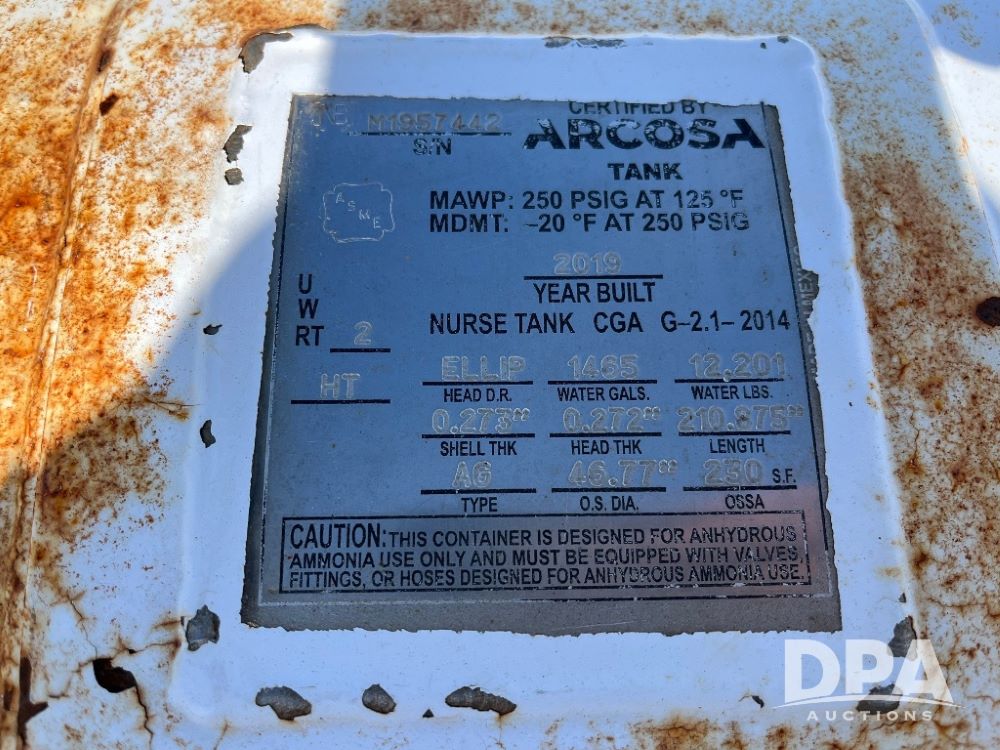 NB M1957442
S/N
CERTIFIED BY
ARCOSA
TANK
ASME
MAWP: 250 PSIG AT 125 °F
MDMT: -20 °F AT 250 PSIG
2019
YEAR BUILT
NURSE TANK CGA G-2.1-2014
U
W
RT 2
HT
ELLIP 1465 12,201
HEAD D.R. WATER GALS. WATER LBS.
0.273" 0.272" 210.875"
SHELL THK HEAD THK LENGTH
AG 46.77" 230 S.F.
TYPE O.S. DIA. OSSA
CAUTION: THIS CONTAINER IS DESIGNED FOR ANHYDROUS
AMMONIA USE ONLY AND MUST BE EQUIPPED WITH VALVES,
FITTINGS, OR HOSES DESIGNED FOR ANHYDROUS AMMONIA USE.
DPA
AUCTIONS